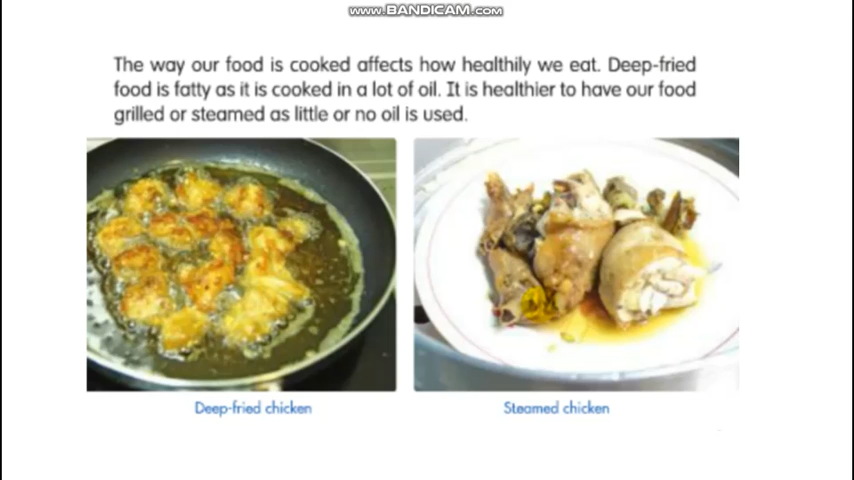 www.BANDICAM.com
The way our food is cooked affects how healthily we eat. Deep-fried
food is fatty as it is cooked in a lot of oil. It is healthier to have our food
grilled or steamed as little or no oil is used.
Deep-fried chicken
Steamed chicken